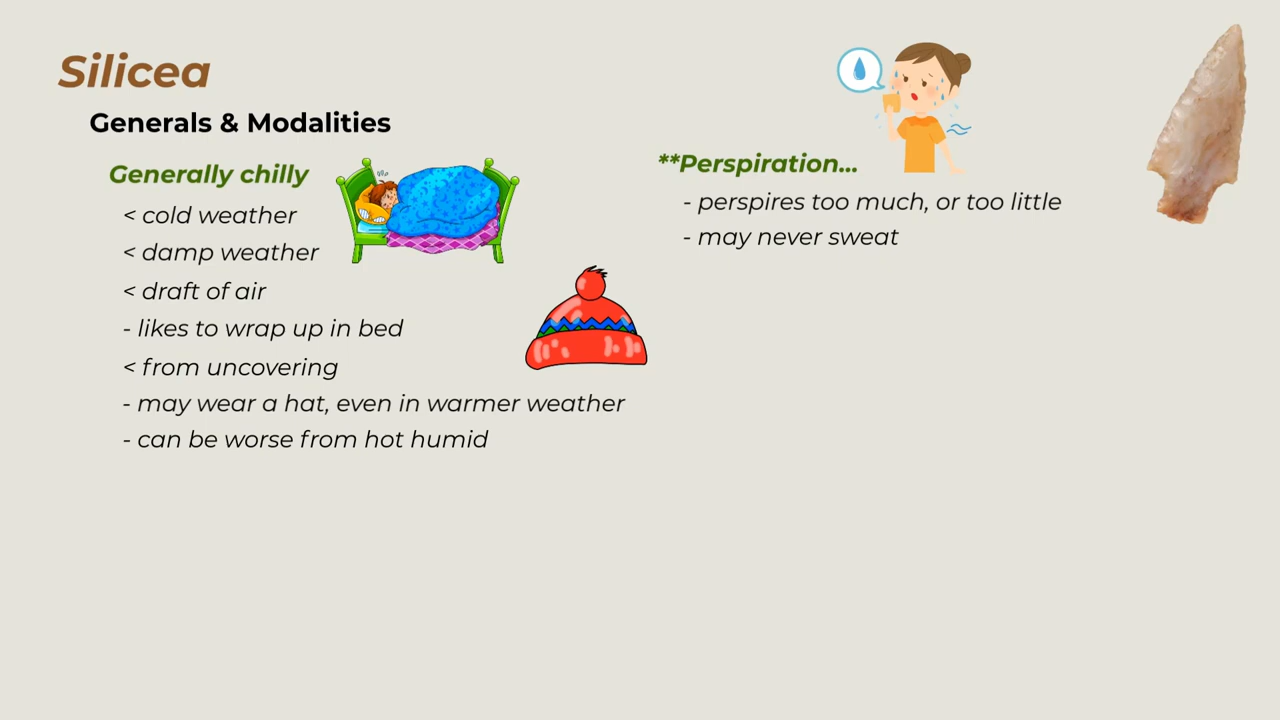 Silicea
Generals & Modalities
Generally chilly
< cold weather
< damp weather
< draft of air
- likes to wrap up in bed
< from uncovering
- may wear a hat, even in warmer weather
- can be worse from hot humid
**Perspiration...
- perspires too much, or too little
- may never sweat